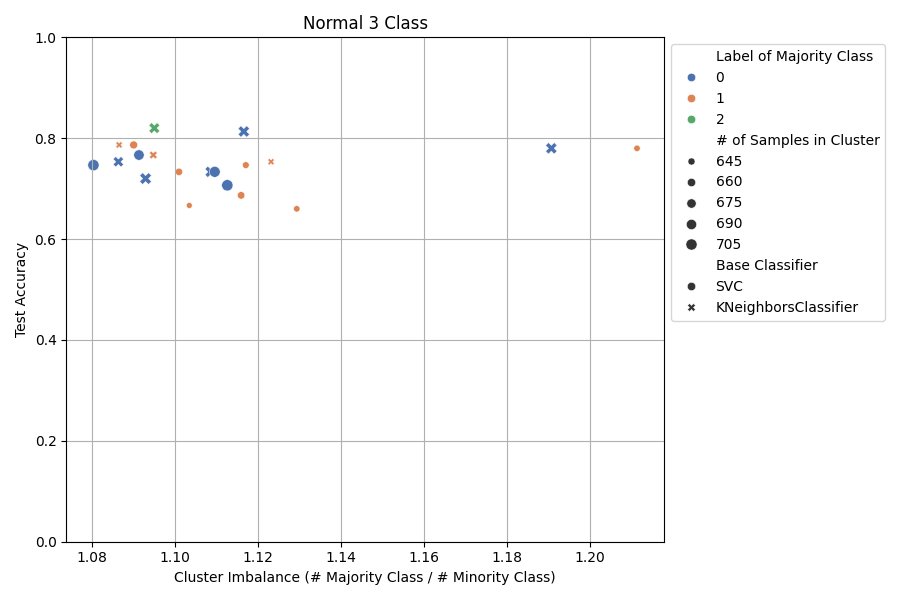 Normal 3 Class
1.0
0.8
0.6
0.4
0.2
0.0
Test Accuracy
1.08
1.10
1.12
1.14
1.16
1.18
1.20
Cluster Imbalance (# Majority Class / # Minority Class)
Label of Majority Class
0
1
2
# of Samples in Cluster
645
660
675
690
705
Base Classifier
SVC
KNeighborsClassifier